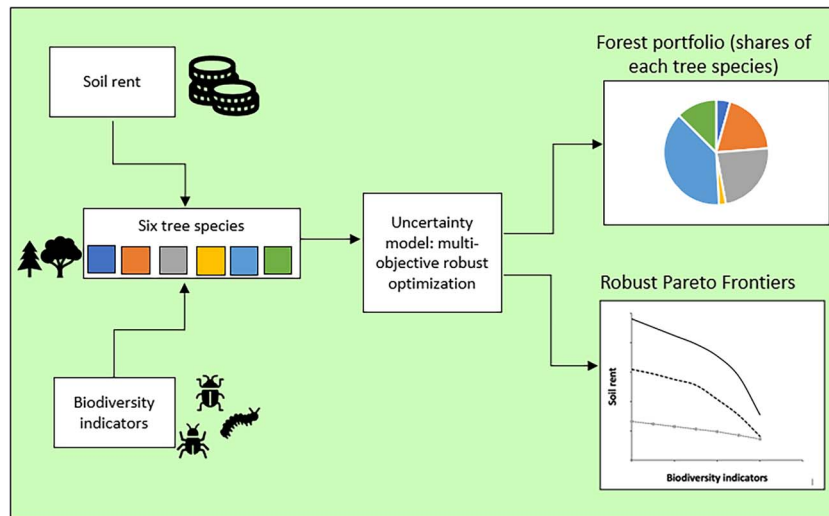 Soil rent
Six tree species
Biodiversity
indicators
Uncertainty
model: multi-
objective robust
optimization
Forest portfolio (shares of
each tree species)
Robust Pareto Frontiers
Soil rent
Biodiversity indicators